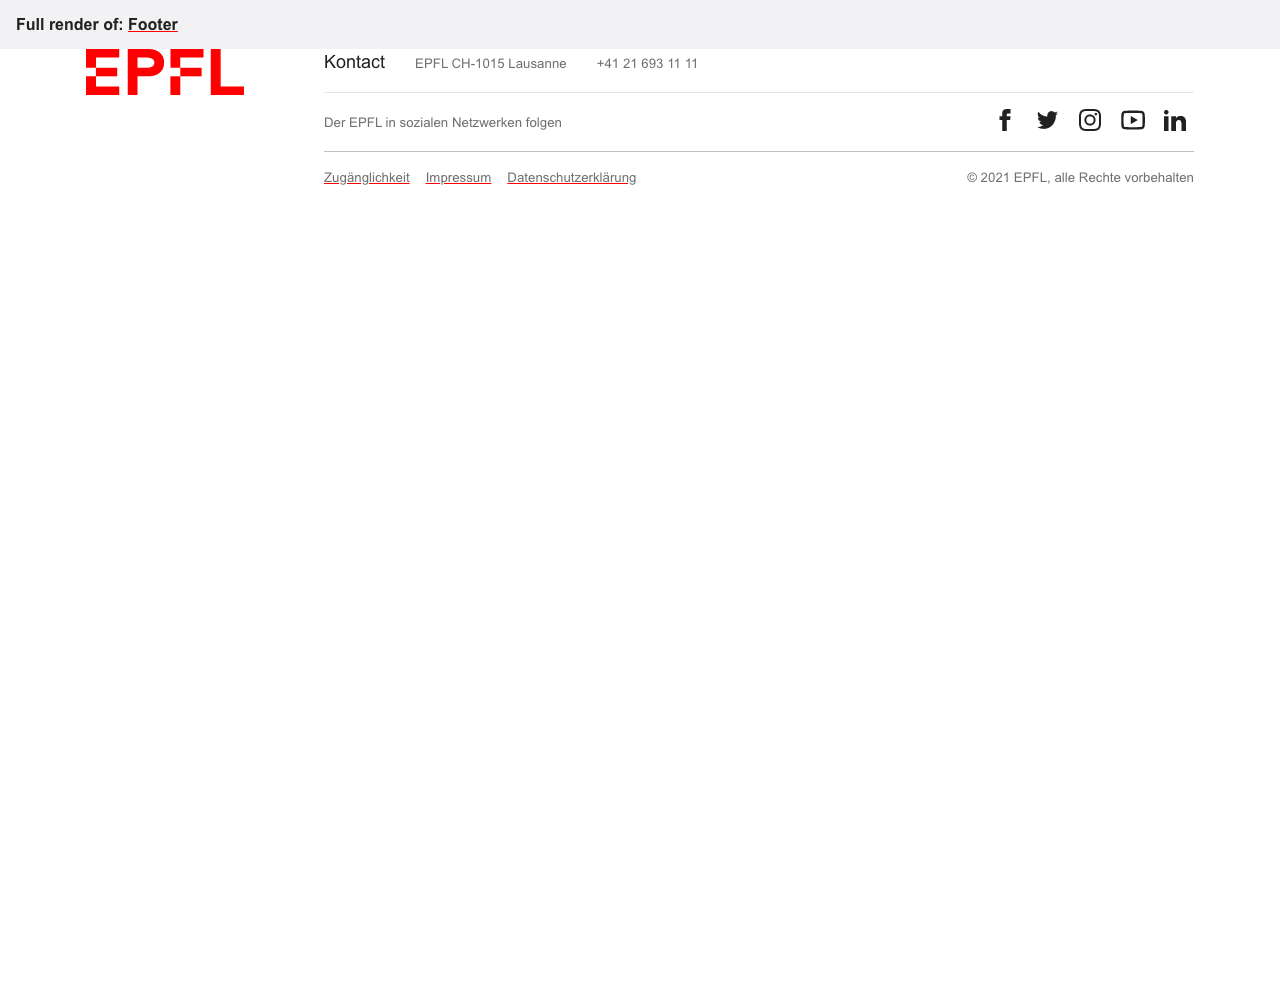 Full render of: Footer
EPFL
Kontact EPFL CH-1015 Lausanne +41 21 693 11 11
Der EPFL in sozialen Netzwerken folgen
Zugänglichkeit Impressum Datenschutzerklärung © 2021 EPFL, alle Rechte vorbehalten